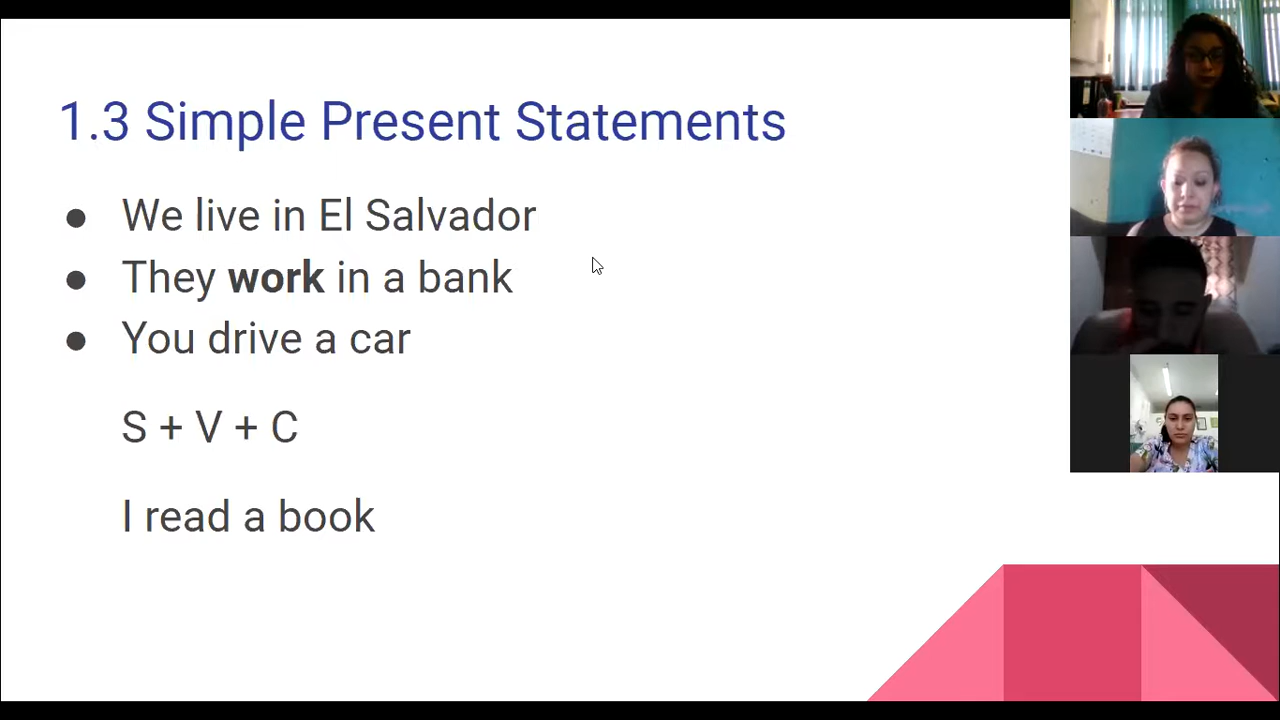 1.3 Simple Present Statements
● We live in El Salvador
● They work in a bank
● You drive a car
S + V + C
I read a book